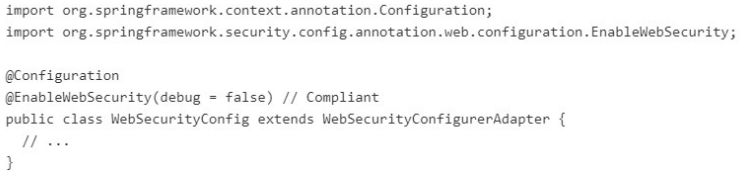 import org.springframework.context.annotation.Configuration;
import org.springframework.security.config.annotation.web.configuration.EnableWebSecurity;
@Configuration
@EnableWebSecurity(debug = false) // Compliant
public class WebSecurityConfig extends WebSecurityConfigurerAdapter {
  // ...
}